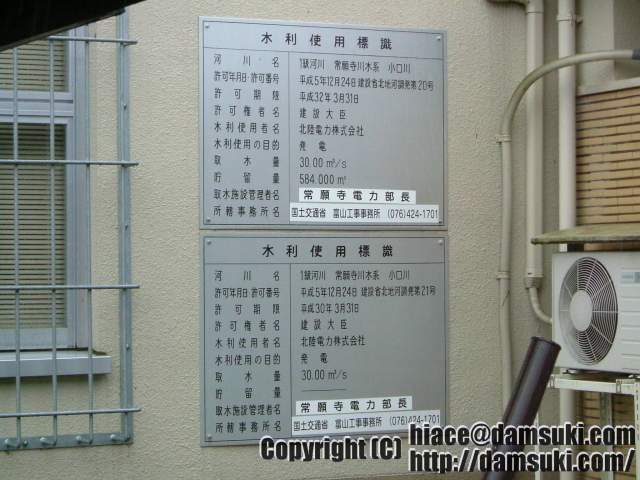 水利使用標識
河川名 1級河川 常願寺川水系 小口川
許可年月日・許可番号 平成5年12月24日 建設省北地河調発第20号
許可期限 平成32年3月31日
許可権者名 建設大臣
水利使用者名 北陸電力株式会社
水利使用の目的 発電
取水量 30.00㎥/s
貯留量 584.000㎥
取水施設管理者名 常願寺電力部長
所轄事務所名 国土交通省 富山工事事務所 (076)424-1701
水利使用標識
河川名 1級河川 常願寺川水系 小口川
許可年月日・許可番号 平成5年12月24日 建設省北地河調発第21号
許可期限 平成30年3月31日
許可権者名 建設大臣
水利使用者名 北陸電力株式会社
水利使用の目的 発電
取水量 30.00㎥/s
貯留量
取水施設管理者名 常願寺電力部長
所轄事務所名 国土交通省 富山工事事務所 (076)424-1701
Copyright (C) hiace@damsuki.com
http://damsuki.com/